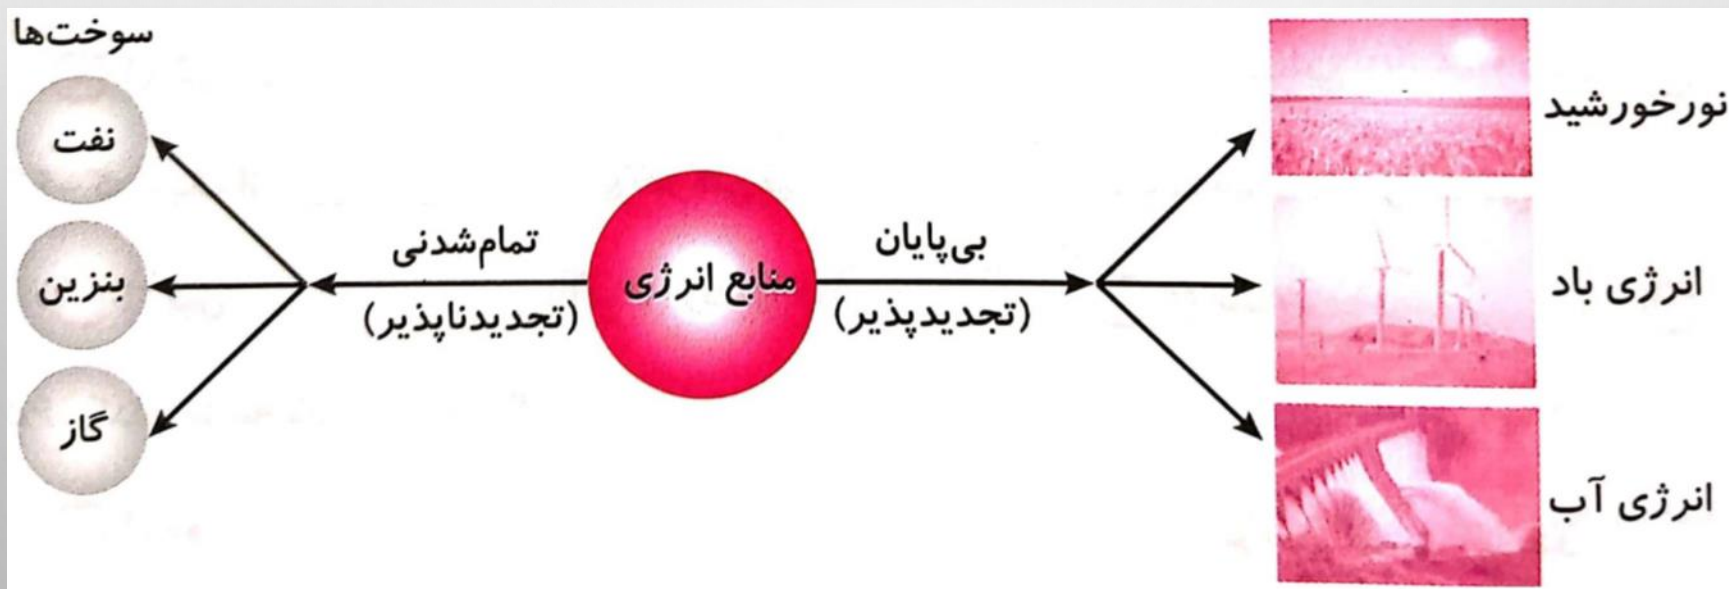 سوخت‌ها
نفت
بنزین
گاز
تمام‌شدنی
(تجدیدناپذیر)
منابع انرژی
بی‌پایان
(تجدیدپذیر)
نورخورشید
انرژی باد
انرژی آب